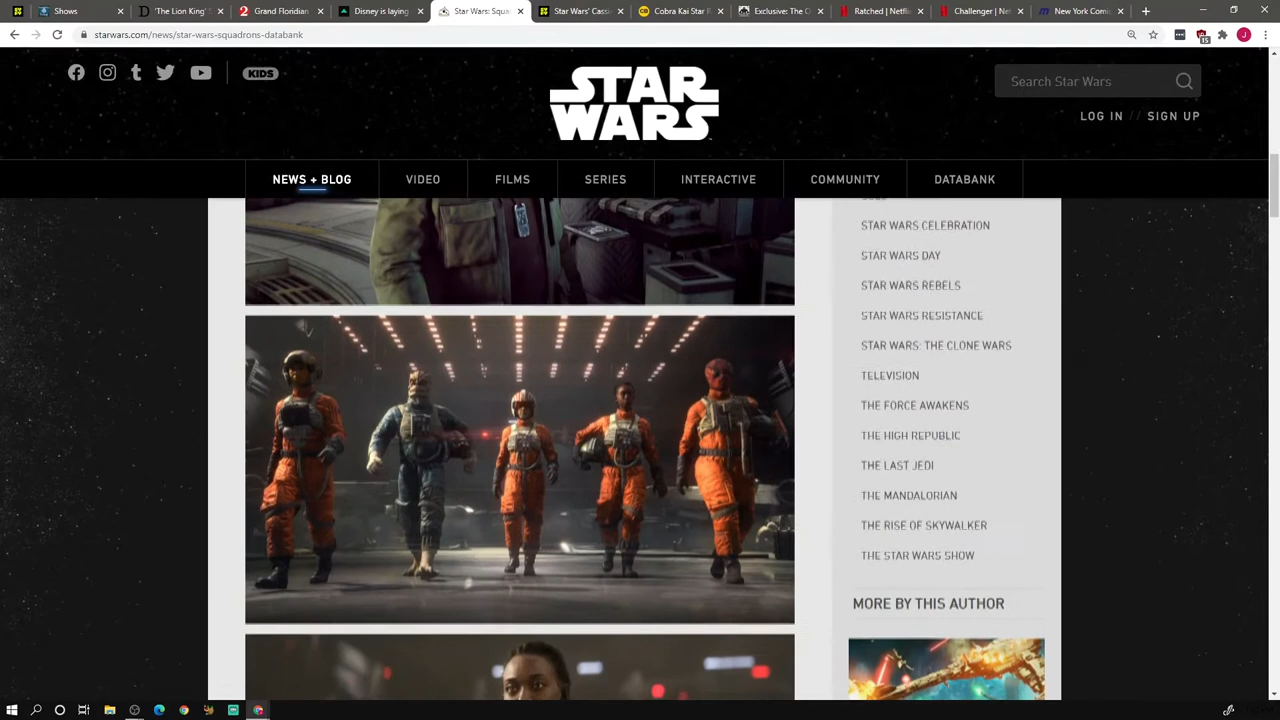 Shows
'The Lion King'
Grand Floridian
Disney is laying
Star Wars: Squa
Star Wars' Cassi
Cobra Kai Star
Exclusive: The
Ratched | Netfli
Challenger | Net
New York Comic
starwars.com/news/star-wars-squadrons-databank
15
J
KIDS
STAR WARS
Search Star Wars
LOG IN // SIGN UP
NEWS + BLOG
VIDEO
FILMS
SERIES
INTERACTIVE
COMMUNITY
DATABANK
STAR WARS CELEBRATION
STAR WARS DAY
STAR WARS REBELS
STAR WARS RESISTANCE
STAR WARS: THE CLONE WARS
TELEVISION
THE FORCE AWAKENS
THE HIGH REPUBLIC
THE LAST JEDI
THE MANDALORIAN
THE RISE OF SKYWALKER
THE STAR WARS SHOW
MORE BY THIS AUTHOR